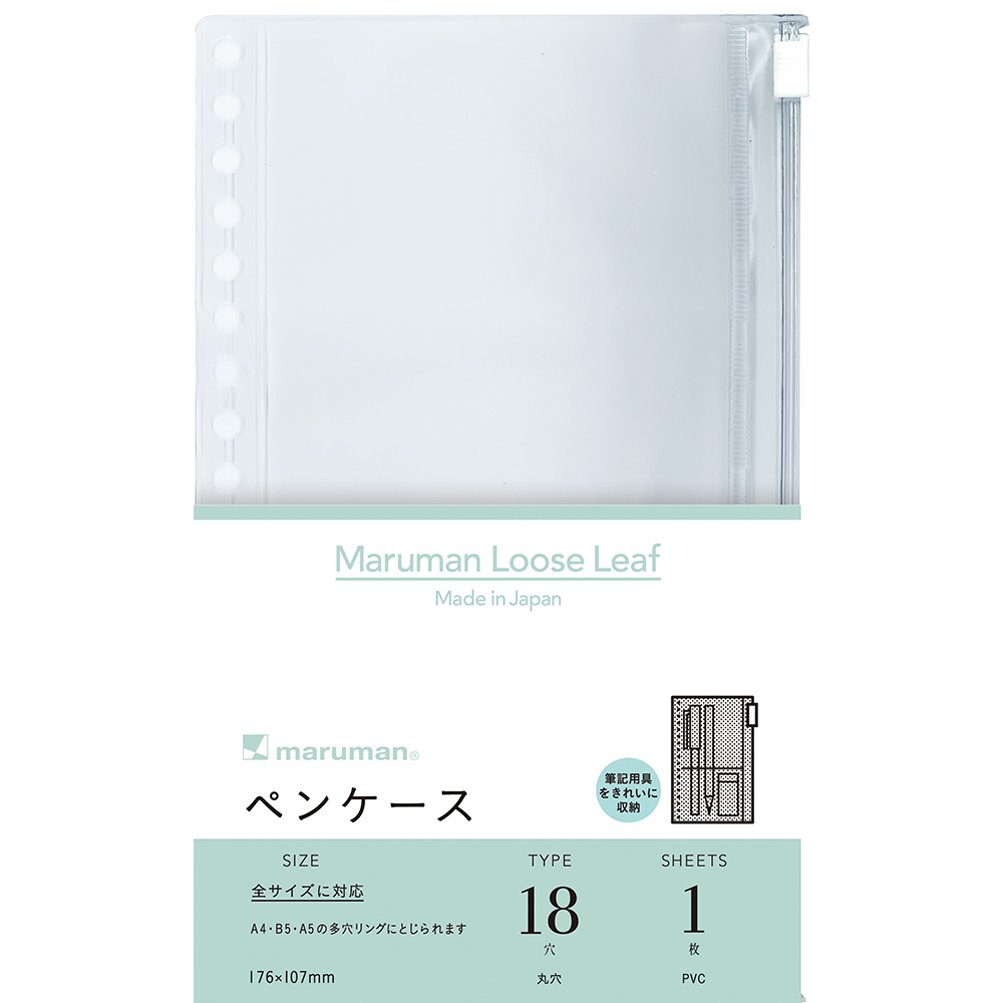 Maruman Loose Leaf
Made in Japan
maruman®
ペンケース
筆記用具
をきれいに
収納
SIZE
全サイズに対応
A4・B5・A5の多穴リングにとじられます
176×107mm
TYPE
18
穴
丸穴
SHEETS
1
枚
PVC